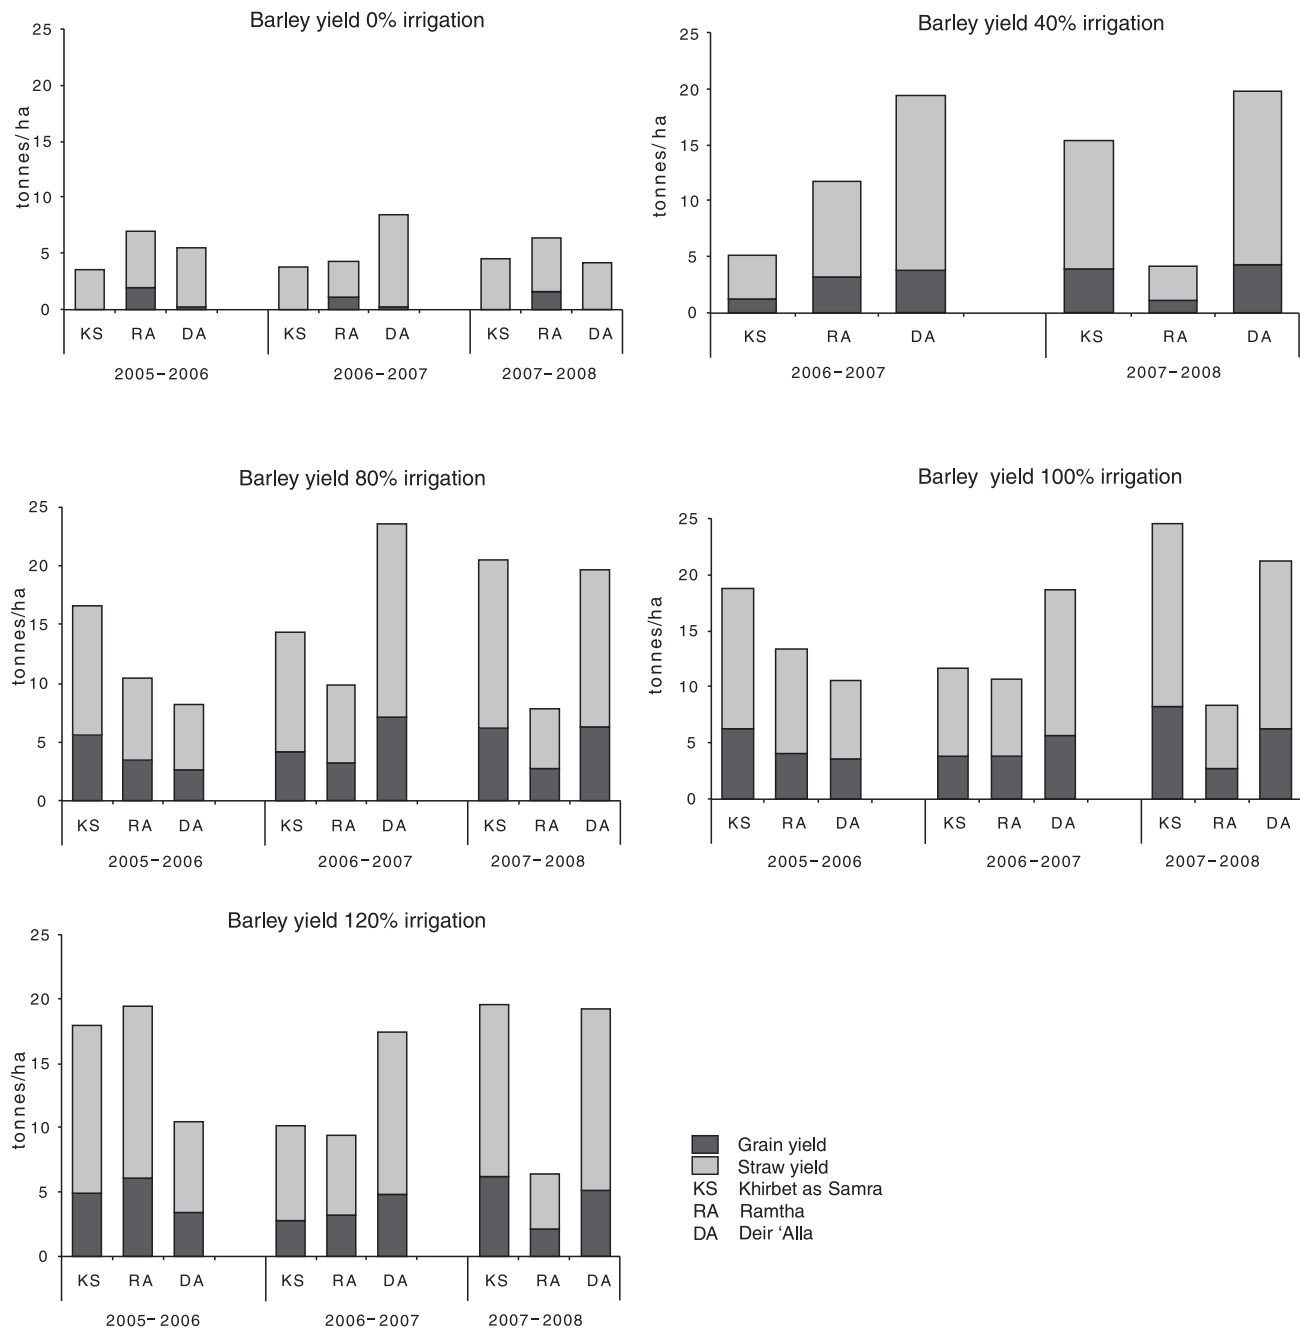 Barley yield 0% irrigation
25
20
15
10
5
0
tonnes/ha
KS RA DA KS RA DA KS RA DA
2005–2006 2006–2007 2007–2008
Barley yield 40% irrigation
25
20
15
10
5
0
tonnes/ha
KS RA DA KS RA DA
2006–2007 2007–2008
Barley yield 80% irrigation
25
20
15
10
5
0
tonnes/ha
KS RA DA KS RA DA KS RA DA
2005–2006 2006–2007 2007–2008
Barley yield 100% irrigation
25
20
15
10
5
0
tonnes/ha
KS RA DA KS RA DA KS RA DA
2005–2006 2006–2007 2007–2008
Barley yield 120% irrigation
25
20
15
10
5
0
tonnes/ha
KS RA DA KS RA DA KS RA DA
2005–2006 2006–2007 2007–2008
Grain yield
Straw yield
KS Khirbet as Samra
RA Ramtha
DA Deir ‘Alla